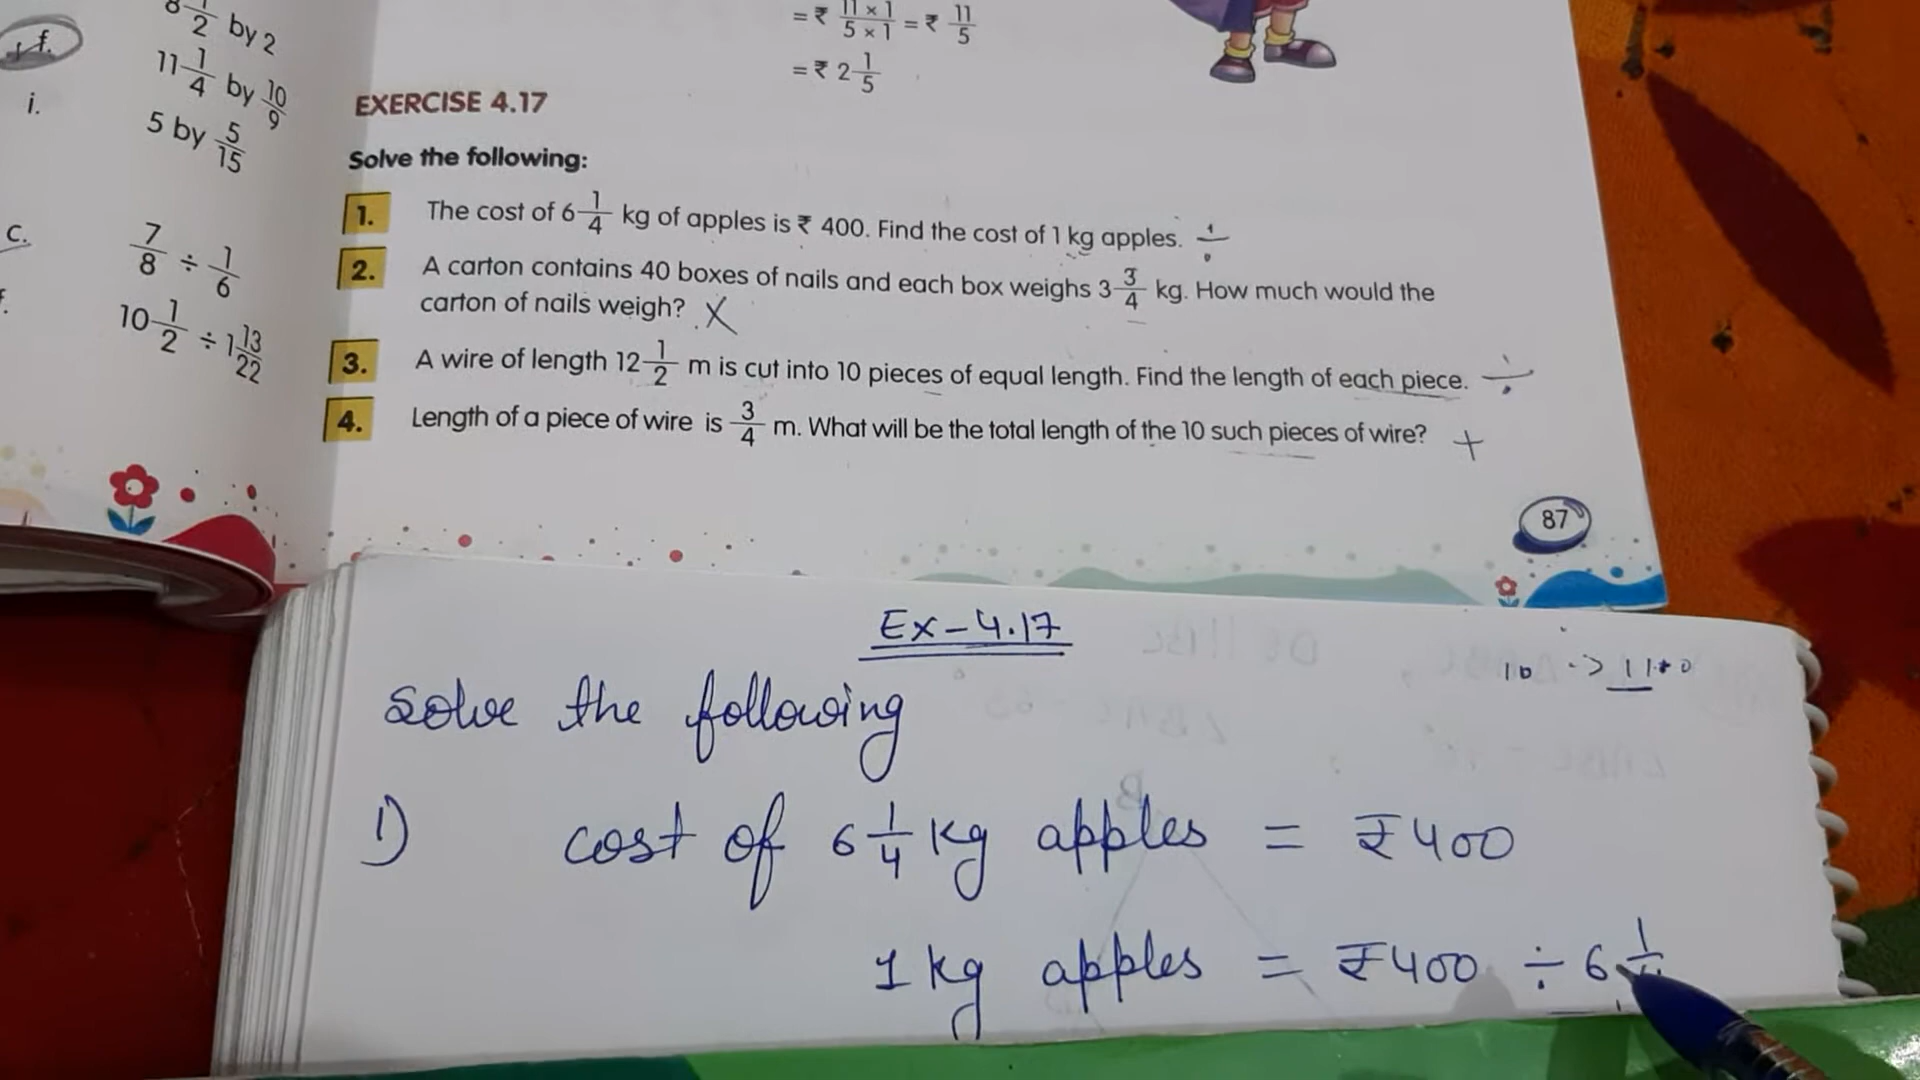 8 1/2 by 2
f.
11 1/4 by 10/9
i.
5 by 5/15
c.
7/8 ÷ 1/6
f.
10 1/2 ÷ 1 13/22
= ₹ 11 × 1 / 5 × 1 = ₹ 11/5
= ₹ 2 1/5
EXERCISE 4.17
Solve the following:
1. The cost of 6 1/4 kg of apples is ₹ 400. Find the cost of 1 kg apples. ÷
2. A carton contains 40 boxes of nails and each box weighs 3 3/4 kg. How much would the
carton of nails weigh? ×
3. A wire of length 12 1/2 m is cut into 10 pieces of equal length. Find the length of each piece. ÷
4. Length of a piece of wire is 3/4 m. What will be the total length of the 10 such pieces of wire? +
87
Ex - 4.17
Solve the following
1) cost of 6 1/4 kg apples = ₹ 400
1 kg apples = ₹ 400 ÷ 6